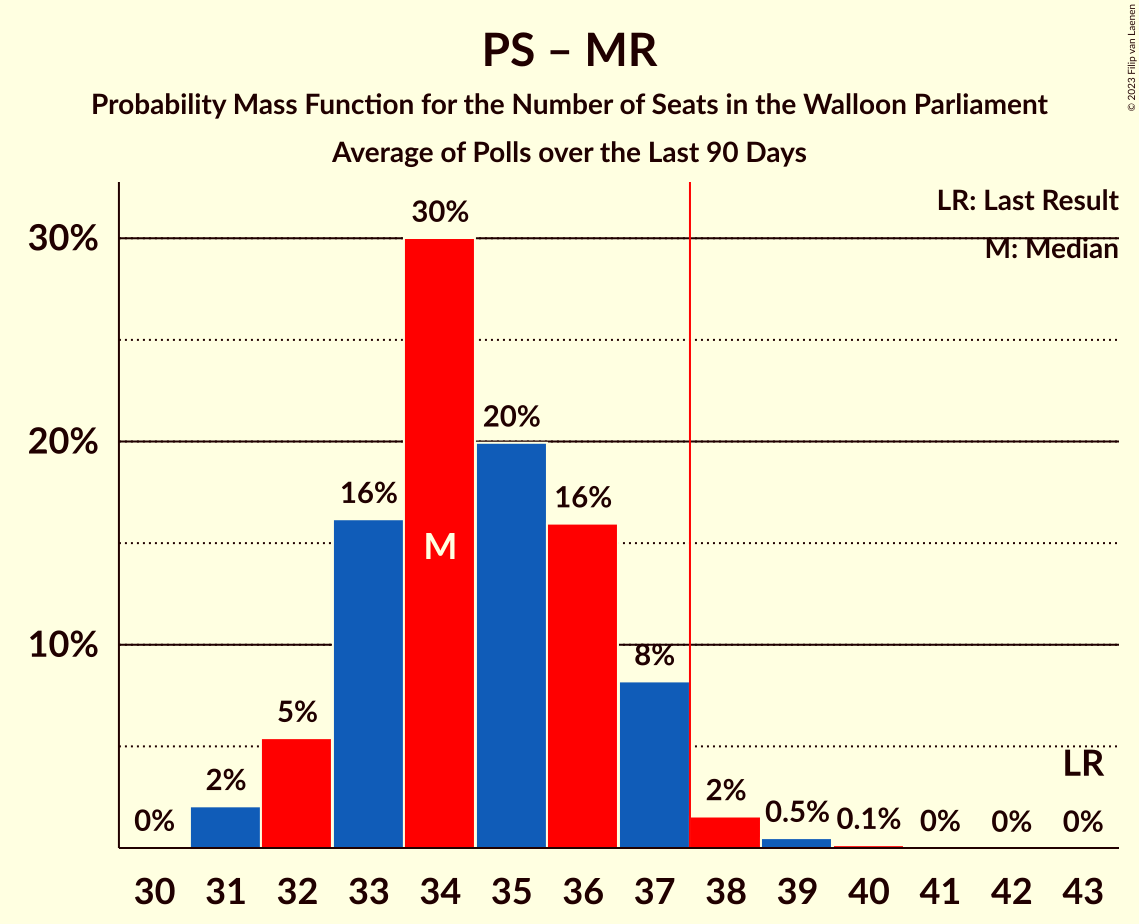 PS – MR
Probability Mass Function for the Number of Seats in the Walloon Parliament
Average of Polls over the Last 90 Days
© 2023 Filip van Laenen
LR: Last Result
M: Median
30%
20%
10%
0%
2%
5%
16%
30%
M
20%
16%
8%
2%
0.5%
0.1%
0%
0%
0%
LR
30 31 32 33 34 35 36 37 38 39 40 41 42 43